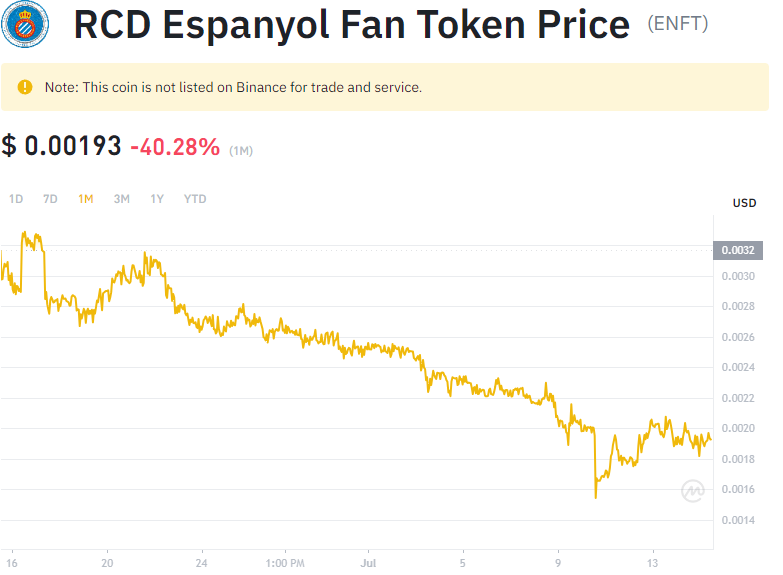 RCD Espanyol Fan Token Price (ENFT)
Note: This coin is not listed on Binance for trade and service.
$ 0.00193 -40.28% (1M)
1D 7D 1M 3M 1Y YTD
USD
0.0032
0.0030
0.0028
0.0026
0.0024
0.0022
0.0020
0.0018
0.0016
0.0014
16 20 24 1:00 PM Jul 5 9 13